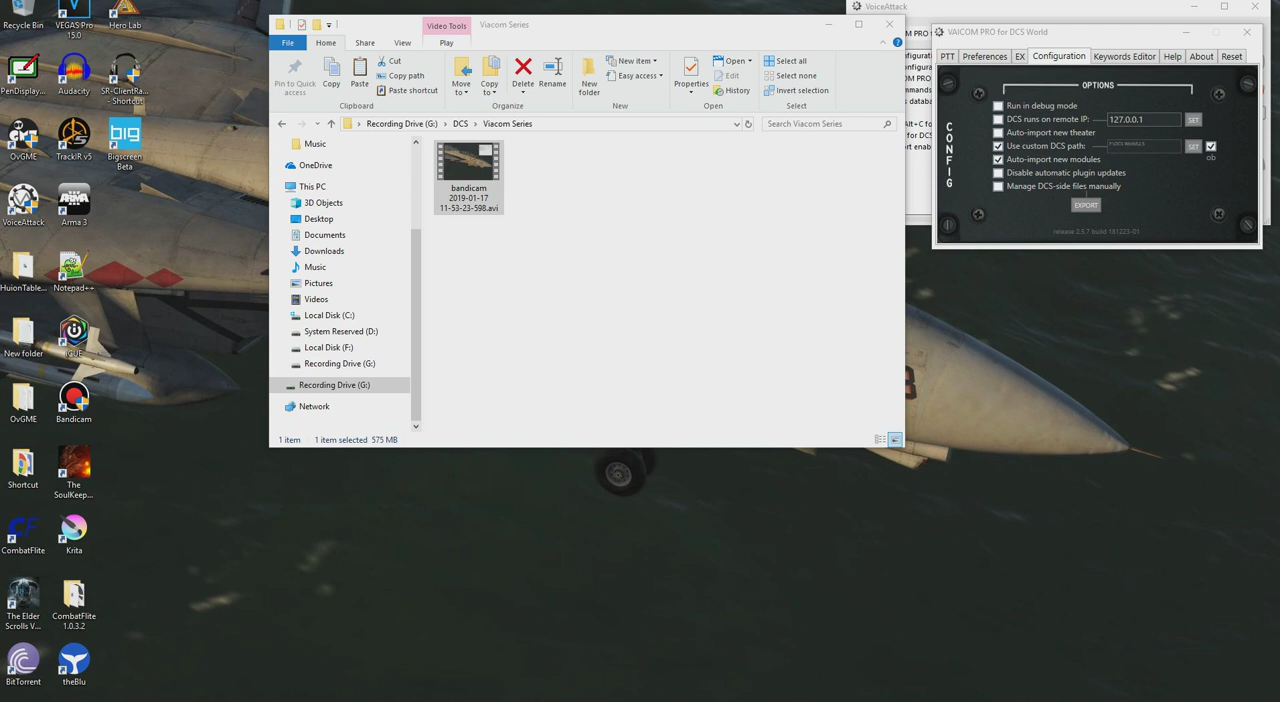 Recycle Bin
VEGAS Pro
15.0
Hero Lab
PenDisplay...
Audacity
SR-ClientRa...
- Shortcut
OvGME
TrackIR v5
Bigscreen
Beta
VoiceAttack
Arma 3
HuionTable...
Notepad++
New folder
iCUE
OvGME
Bandicam
Shortcut
The
SoulKeep...
CombatFlite
Krita
The Elder
Scrolls V...
CombatFlite
1.0.3.2
BitTorrent
theBlu
Video Tools
Viacom Series
File
Home
Share
View
Play
Pin to Quick
access
Copy
Paste
Cut
Copy path
Paste shortcut
Clipboard
Move
to
Copy
to
Delete
Rename
Organize
New
folder
New item
Easy access
New
Properties
Open
Edit
History
Open
Select all
Select none
Invert selection
Select
Recording Drive (G:) > DCS > Viacom Series
Search Viacom Series
Music
OneDrive
This PC
3D Objects
Desktop
Documents
Downloads
Music
Pictures
Videos
Local Disk (C:)
System Reserved (D:)
Local Disk (F:)
Recording Drive (G:)
Recording Drive (G:)
Network
bandicam
2019-01-17
11-53-23-598.avi
1 item
1 item selected 575 MB
VoiceAttack
VAICOM PRO for DCS World
PTT
Preferences
EX
Configuration
Keywords Editor
Help
About
Reset
OPTIONS
CONFIG
Run in debug mode
DCS runs on remote IP:
127.0.0.1
SET
Auto-import new theater
Use custom DCS path:
SET
ob
Auto-import new modules
Disable automatic plugin updates
Manage DCS-side files manually
EXPORT
release 2.5.7 build 181223-01